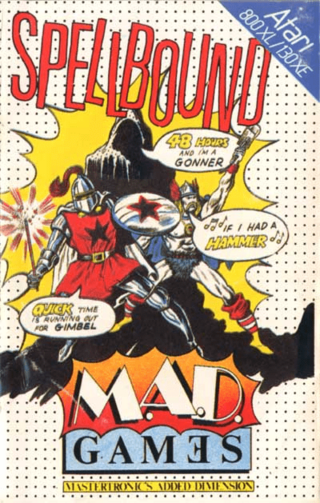 SPELLBOUND
Atari
800XL/130XE
48 HOURS
AND I'M A
GONNER
IF I HAD A
HAMMER
QUICK TIME
IS RUNNING OUT
FOR GIMBEL
M.A.D.
GAMES
MASTERTRONIC'S ADDED DIMENSION